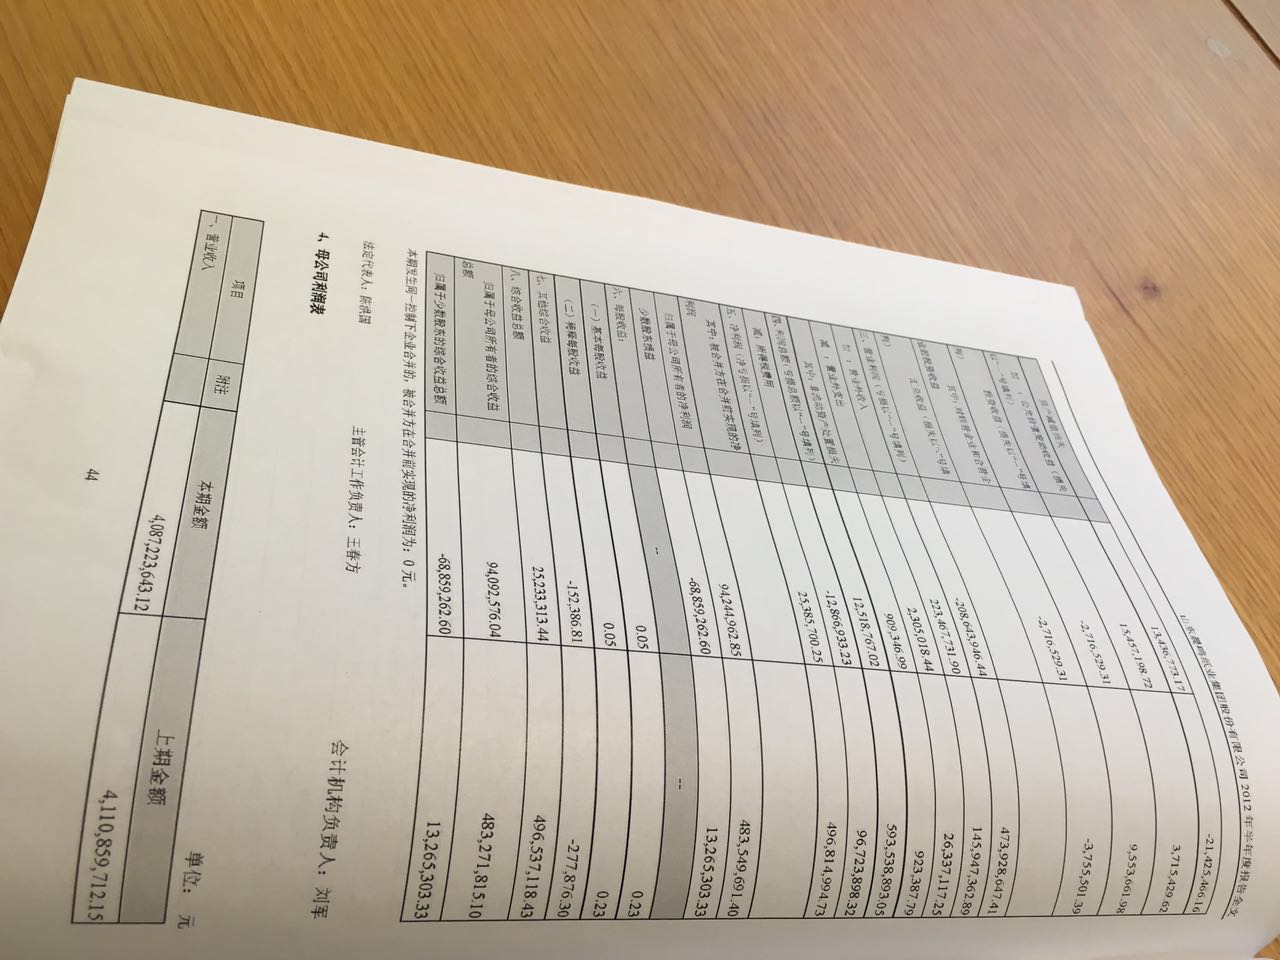 山东晨鸣纸业集团股份有限公司 2012 年半年度报告全文
资产减值损失 13,436,773.17 -21,425,466.16
加：公允价值变动收益（损失以“－”号填列） 15,457,198.72 3,715,429.62
投资收益（损失以“－”号填列） -2,716,529.31 9,553,661.98
其中：对联营企业和合营企业的投资收益 -2,716,529.31 -3,755,501.39
汇兑收益（损失以“-”号填列）
三、营业利润（亏损以“－”号填列） -208,643,946.44 473,928,647.41
加：营业外收入 223,467,731.90 145,947,362.89
减：营业外支出 2,305,018.44 26,337,117.25
其中：非流动资产处置损失 909,346.99 923,387.79
四、利润总额（亏损总额以“－”号填列） 12,518,767.02 593,538,893.05
减：所得税费用 -12,866,933.23 96,723,898.32
五、净利润（净亏损以“－”号填列） 25,385,700.25 496,814,994.73
其中：被合并方在合并前实现的净利润
归属于母公司所有者的净利润 94,244,962.85 483,549,691.40
少数股东损益 -68,859,262.60 13,265,303.33
六、每股收益： -- --
（一）基本每股收益 0.05 0.23
（二）稀释每股收益 0.05 0.23
七、其他综合收益 -152,386.81 -277,876.30
八、综合收益总额 25,233,313.44 496,537,118.43
归属于母公司所有者的综合收益总额 94,092,576.04 483,271,815.10
归属于少数股东的综合收益总额 -68,859,262.60 13,265,303.33
本期发生同一控制下企业合并的，被合并方在合并前实现的净利润为：0 元。
法定代表人：陈洪国 主管会计工作负责人：王春方 会计机构负责人：刘军
4、母公司利润表
单位： 元
项目 附注 本期金额 上期金额
一、营业收入 4,087,223,643.12 4,110,859,712.15
44